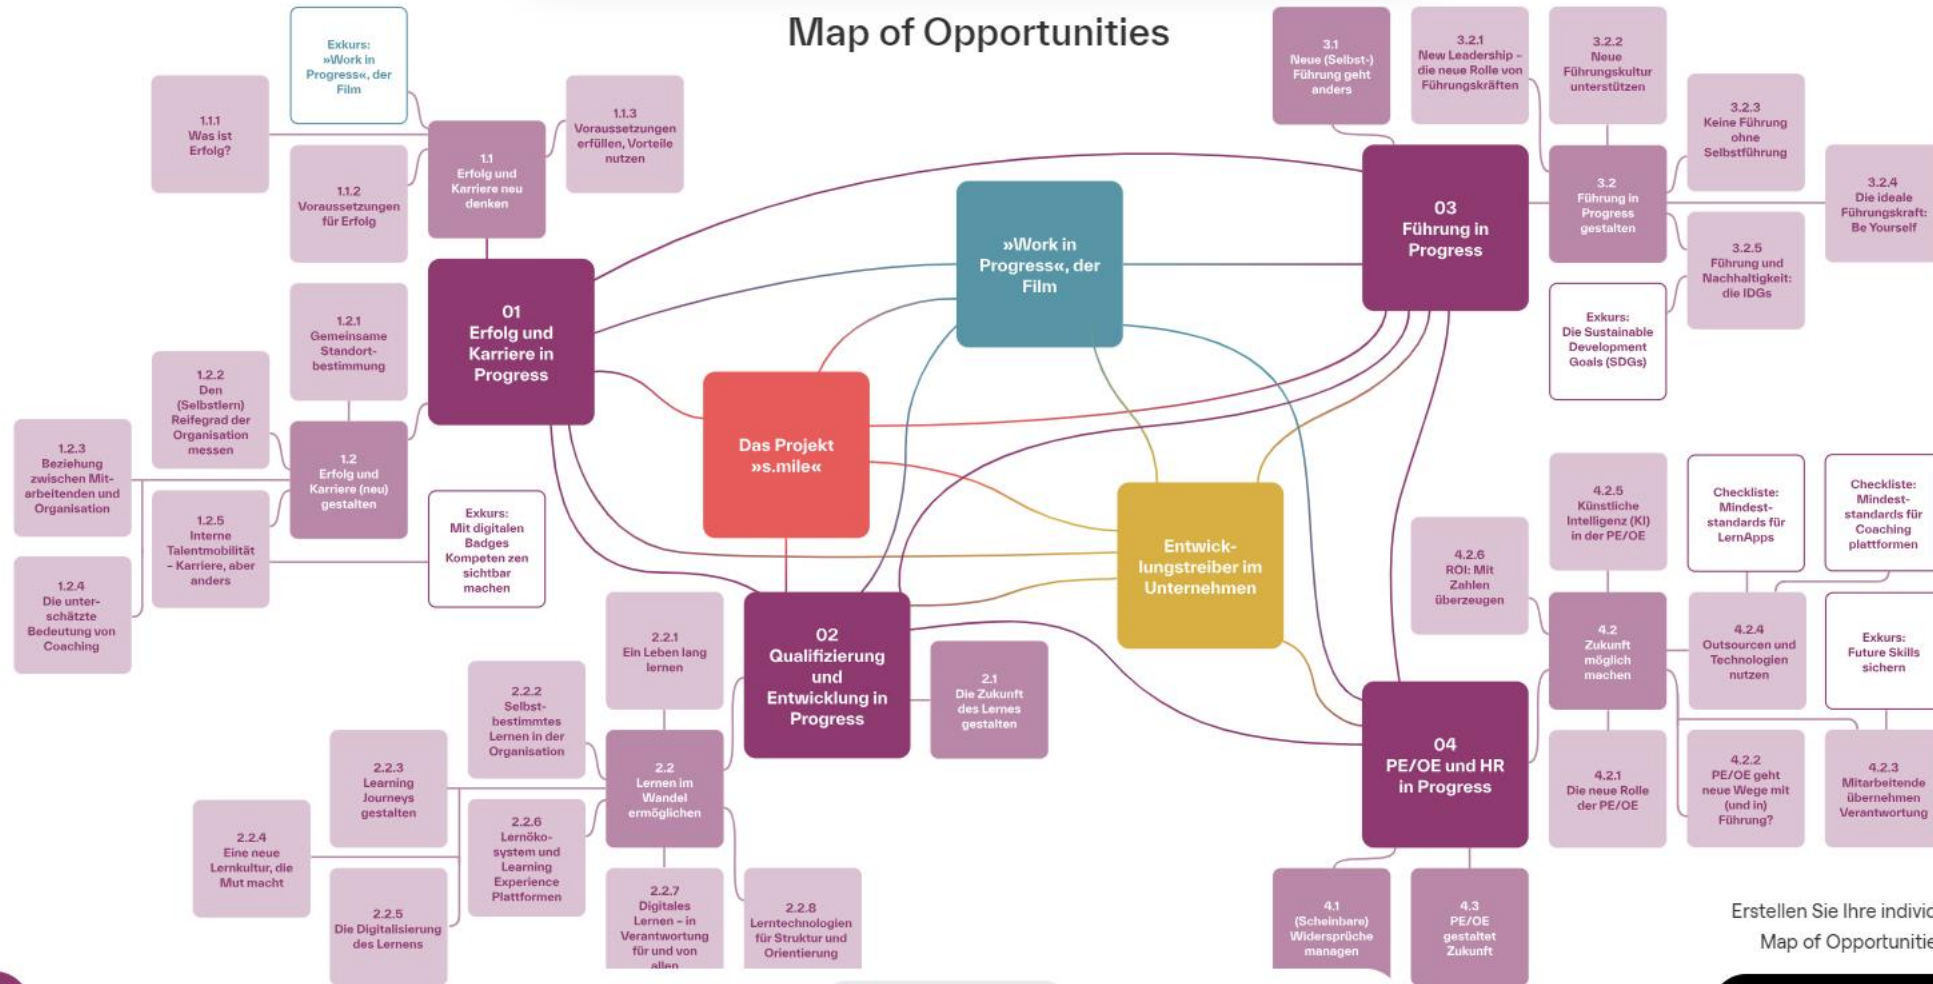 Map of Opportunities
Exkurs:
»Work in
Progress«, der
Film
1.1.1
Was ist
Erfolg?
1.1.2
Voraussetzungen
für Erfolg
1.1.3
Voraussetzungen
erfüllen, Vorteile
nutzen
1.1
Erfolg und
Karriere neu
denken
01
Erfolg und
Karriere in
Progress
1.2.1
Gemeinsame
Standort-
bestimmung
1.2.2
Den
(Selbstlern)
Reifegrad der
Organisation
messen
1.2.3
Beziehung
zwischen Mit-
arbeitenden und
Organisation
1.2
Erfolg und
Karriere (neu)
gestalten
1.2.5
Interne
Talentmobilität
– Karriere, aber
anders
1.2.4
Die unter-
schätzte
Bedeutung von
Coaching
Exkurs:
Mit digitalen
Badges
Kompeten zen
sichtbar
machen
»Work in
Progress«, der
Film
Das Projekt
»s.mile«
Entwick-
lungstreiber im
Unternehmen
02
Qualifizierung
und
Entwicklung in
Progress
2.1
Die Zukunft
des Lernes
gestalten
2.2.1
Ein Leben lang
lernen
2.2.2
Selbst-
bestimmtes
Lernen in der
Organisation
2.2.3
Learning
Journeys
gestalten
2.2
Lernen im
Wandel
ermöglichen
2.2.4
Eine neue
Lernkultur, die
Mut macht
2.2.6
Lernöko-
system und
Learning
Experience
Plattformen
2.2.5
Die Digitalisierung
des Lernens
2.2.7
Digitales
Lernen – in
Verantwortung
für und von
allen
2.2.8
Lerntechnologien
für Struktur und
Orientierung
3.1
Neue (Selbst-)
Führung geht
anders
3.2.1
New Leadership –
die neue Rolle von
Führungskräften
3.2.2
Neue
Führungskultur
unterstützen
3.2.3
Keine Führung
ohne
Selbstführung
03
Führung in
Progress
3.2
Führung in
Progress
gestalten
3.2.4
Die ideale
Führungskraft:
Be Yourself
3.2.5
Führung und
Nachhaltigkeit:
die IDGs
Exkurs:
Die Sustainable
Development
Goals (SDGs)
4.2.5
Künstliche
Intelligenz (KI)
in der PE/OE
Checkliste:
Mindest-
standards für
LernApps
Checkliste:
Mindest-
standards für
Coaching
plattformen
4.2.6
ROI: Mit
Zahlen
überzeugen
4.2
Zukunft
möglich
machen
4.2.4
Outsourcen und
Technologien
nutzen
Exkurs:
Future Skills
sichern
04
PE/OE und HR
in Progress
4.2.1
Die neue Rolle
der PE/OE
4.2.2
PE/OE geht
neue Wege mit
(und in)
Führung?
4.2.3
Mitarbeitende
übernehmen
Verantwortung
4.1
(Scheinbare)
Widersprüche
managen
4.3
PE/OE
gestaltet
Zukunft
Erstellen Sie Ihre
Map of